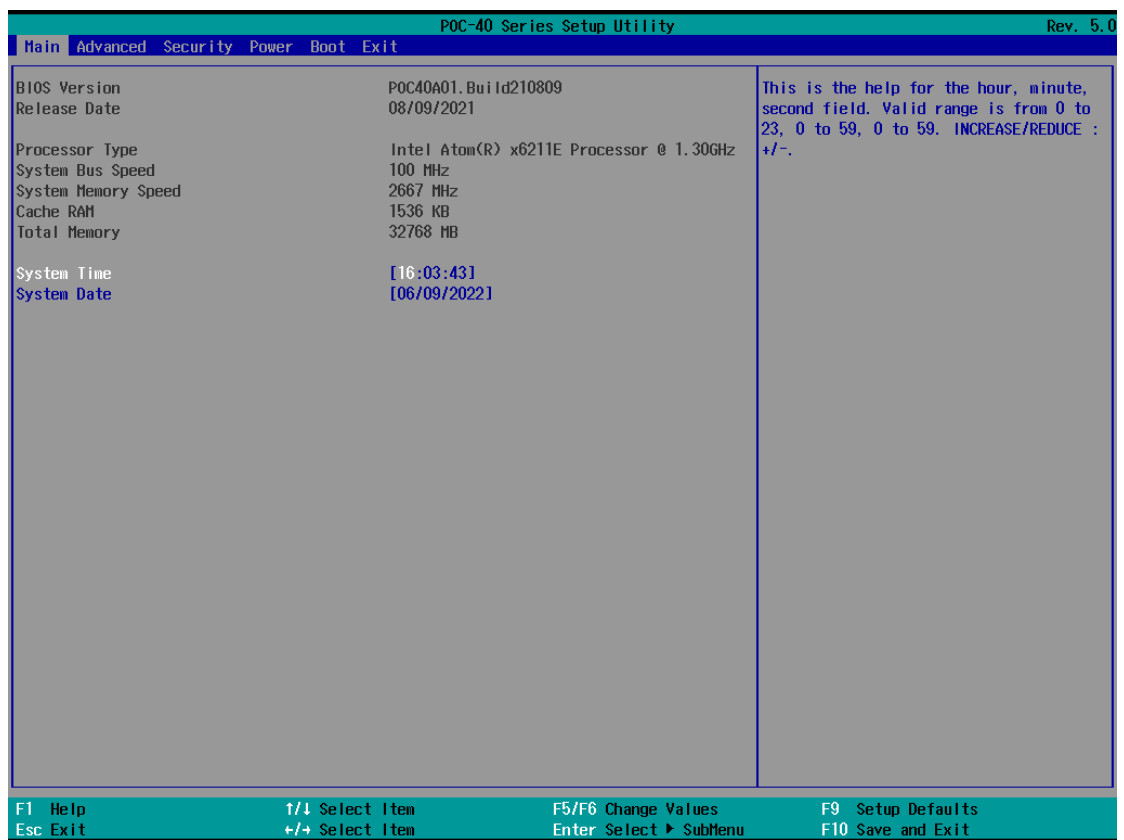 POC-40 Series Setup Utility Rev. 5.0
Main Advanced Security Power Boot Exit
BIOS Version POC40A01.Build210809
Release Date 08/09/2021
Processor Type Intel Atom(R) x6211E Processor @ 1.30GHz
System Bus Speed 100 MHz
System Memory Speed 2667 MHz
Cache RAM 1536 KB
Total Memory 32768 MB
System Time [16:03:43]
System Date [06/09/2022]
This is the help for the hour, minute,
second field. Valid range is from 0 to
23, 0 to 59, 0 to 59. INCREASE/REDUCE :
+/-.
F1 Help ↑/↓ Select Item F5/F6 Change Values F9 Setup Defaults
Esc Exit ←/→ Select Item Enter Select ▶ SubMenu F10 Save and Exit